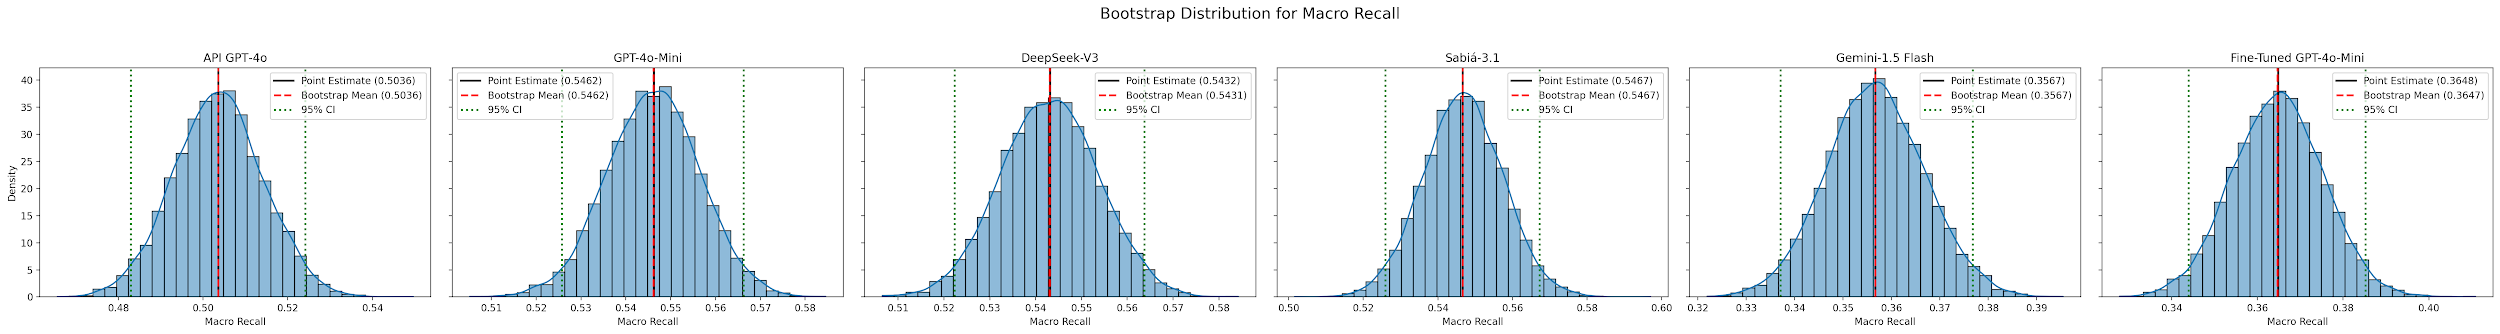 Bootstrap Distribution for Macro Recall
API GPT-4o
Point Estimate (0.5036)
Bootstrap Mean (0.5036)
95% CI
Density
0
5
10
15
20
25
30
35
40
0.48 0.50 0.52 0.54
Macro Recall
GPT-4o-Mini
Point Estimate (0.5462)
Bootstrap Mean (0.5462)
95% CI
0.51 0.52 0.53 0.54 0.55 0.56 0.57 0.58
Macro Recall
DeepSeek-V3
Point Estimate (0.5432)
Bootstrap Mean (0.5431)
95% CI
0.51 0.52 0.53 0.54 0.55 0.56 0.57 0.58
Macro Recall
Sabiá-3.1
Point Estimate (0.5467)
Bootstrap Mean (0.5467)
95% CI
0.50 0.52 0.54 0.56 0.58 0.60
Macro Recall
Gemini-1.5 Flash
Point Estimate (0.3567)
Bootstrap Mean (0.3567)
95% CI
0.32 0.33 0.34 0.35 0.36 0.37 0.38 0.39
Macro Recall
Fine-Tuned GPT-4o-Mini
Point Estimate (0.3648)
Bootstrap Mean (0.3647)
95% CI
0.34 0.36 0.38 0.40
Macro Recall